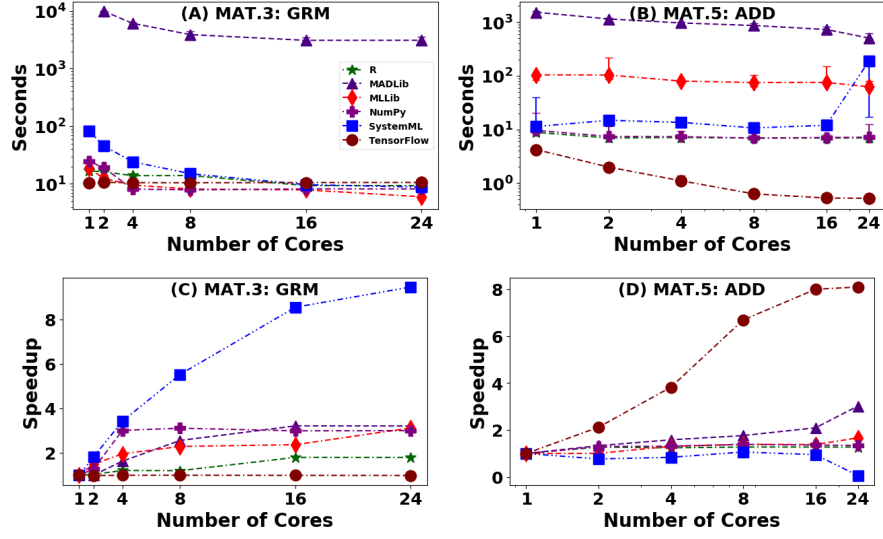 (A) MAT.3: GRM
10^4
10^3
10^2
10^1
Seconds
R
MADLib
MLLib
NumPy
SystemML
TensorFlow
1 2 4 8 16 24
Number of Cores
(B) MAT.5: ADD
10^3
10^2
10^1
10^0
Seconds
1 2 4 8 16 24
Number of Cores
(C) MAT.3: GRM
8
6
4
2
Speedup
1 2 4 8 16 24
Number of Cores
(D) MAT.5: ADD
8
6
4
2
0
Speedup
1 2 4 8 16 24
Number of Cores